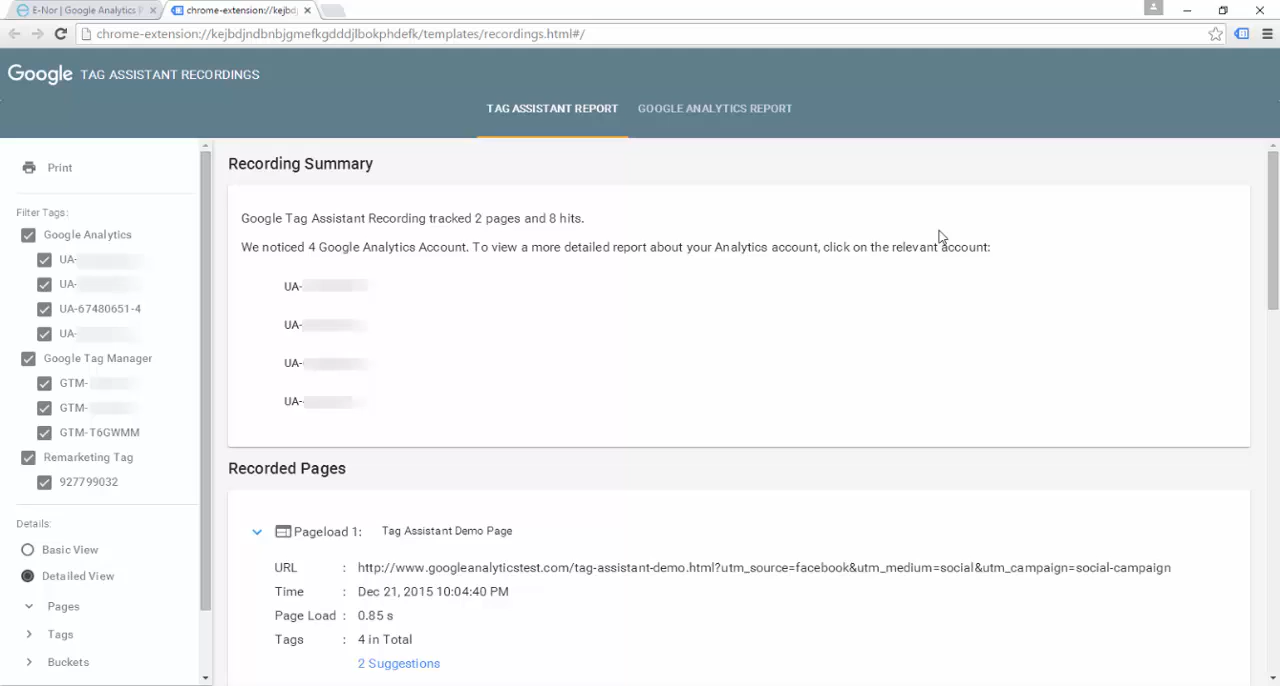 E-Nor | Google Analytics
chrome-extension://kejbd
chrome-extension://kejbdjndbnbjgmefkgdddjlbokphdefk/templates/recordings.html#/
Google TAG ASSISTANT RECORDINGS
TAG ASSISTANT REPORT GOOGLE ANALYTICS REPORT
Print
Filter Tags:
Google Analytics
UA-
UA-
UA-67480651-4
UA-
Google Tag Manager
GTM-
GTM-
GTM-T6GWMM
Remarketing Tag
927799032
Details:
Basic View
Detailed View
Pages
Tags
Buckets
Recording Summary
Google Tag Assistant Recording tracked 2 pages and 8 hits.
We noticed 4 Google Analytics Account. To view a more detailed report about your Analytics account, click on the relevant account:
UA-
UA-
UA-
UA-
Recorded Pages
Pageload 1: Tag Assistant Demo Page
URL : http://www.googleanalyticstest.com/tag-assistant-demo.html?utm_source=facebook&utm_medium=social&utm_campaign=social-campaign
Time : Dec 21, 2015 10:04:40 PM
Page Load : 0.85 s
Tags : 4 in Total
2 Suggestions